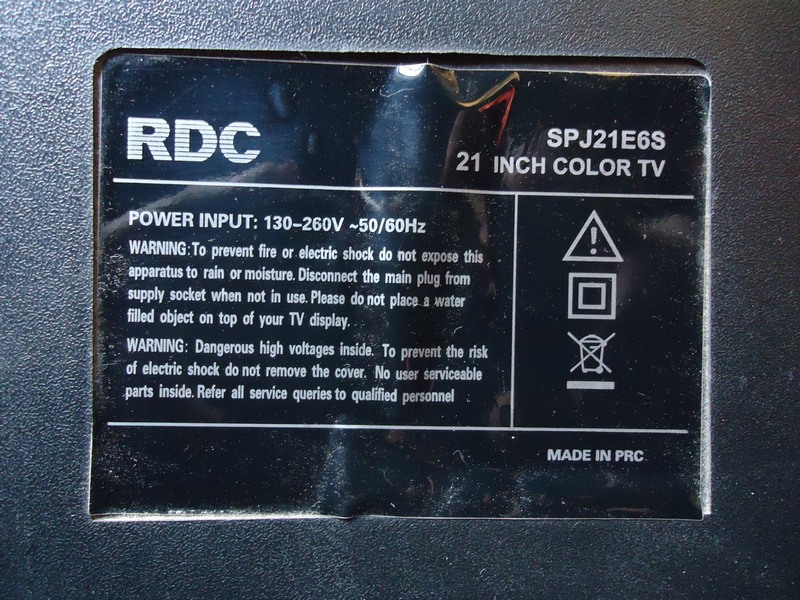 RDC
SPJ21E6S
21 INCH COLOR TV
POWER INPUT: 130-260V ~50/60Hz
WARNING: To prevent fire or electric shock do not expose this
apparatus to rain or moisture. Disconnect the main plug from
supply socket when not in use. Please do not place a water
filled object on top of your TV display.
WARNING: Dangerous high voltages inside. To prevent the risk
of electric shock do not remove the cover. No user serviceable
parts inside. Refer all service queries to qualified personnel
MADE IN PRC